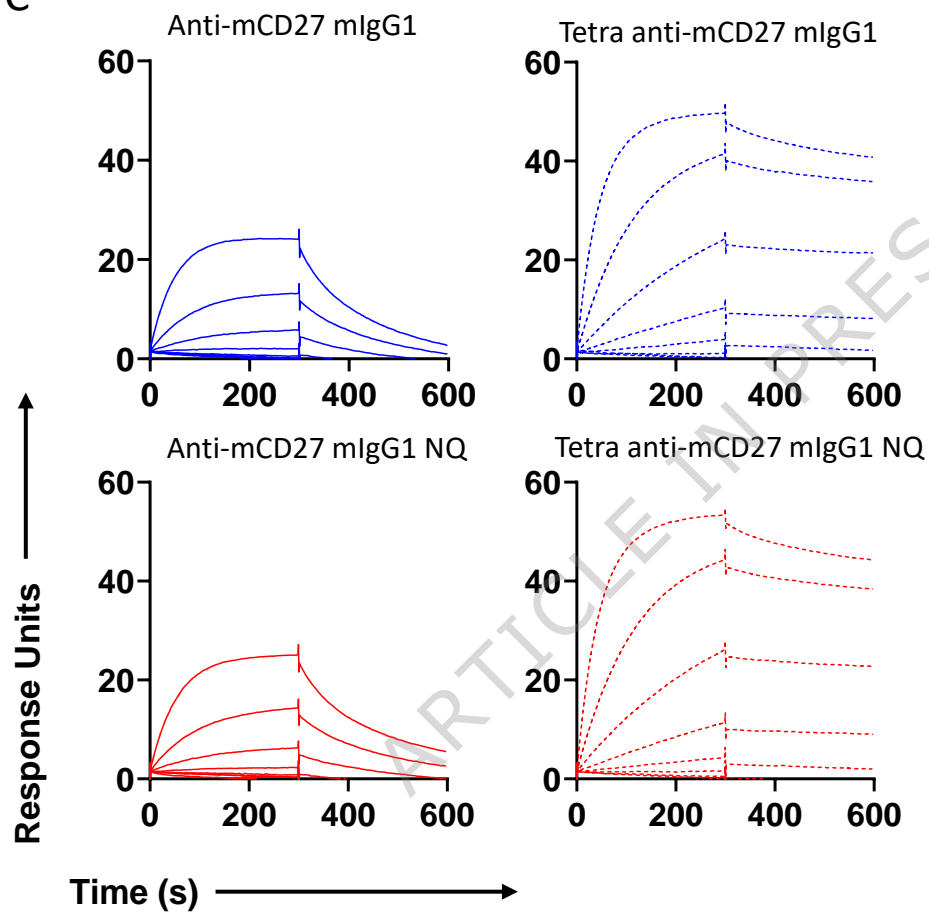 C
Anti-mCD27 mIgG1
Tetra anti-mCD27 mIgG1
60
40
20
0
0 200 400 600
60
40
20
0
0 200 400 600
Anti-mCD27 mIgG1 NQ
Tetra anti-mCD27 mIgG1 NQ
60
40
20
0
0 200 400 600
60
40
20
0
0 200 400 600
Response Units
Time (s)
ARTICLE IN PRES